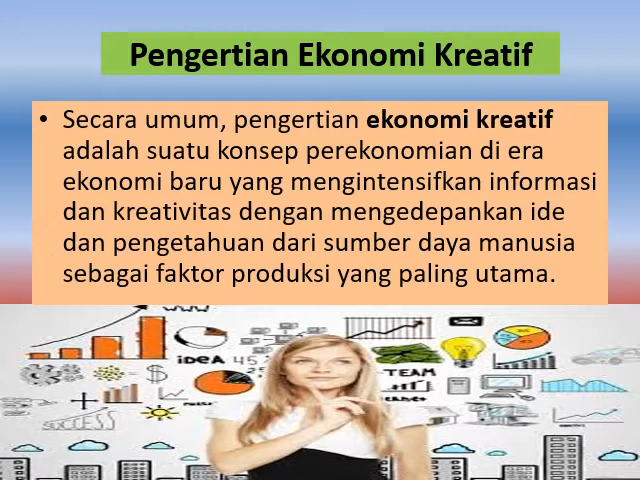 Pengertian Ekonomi Kreatif
• Secara umum, pengertian ekonomi kreatif
adalah suatu konsep perekonomian di era
ekonomi baru yang mengintensifkan informasi
dan kreativitas dengan mengedepankan ide
dan pengetahuan dari sumber daya manusia
sebagai faktor produksi yang paling utama.
www
iDEA
45
$
TEAM
SUCCESS